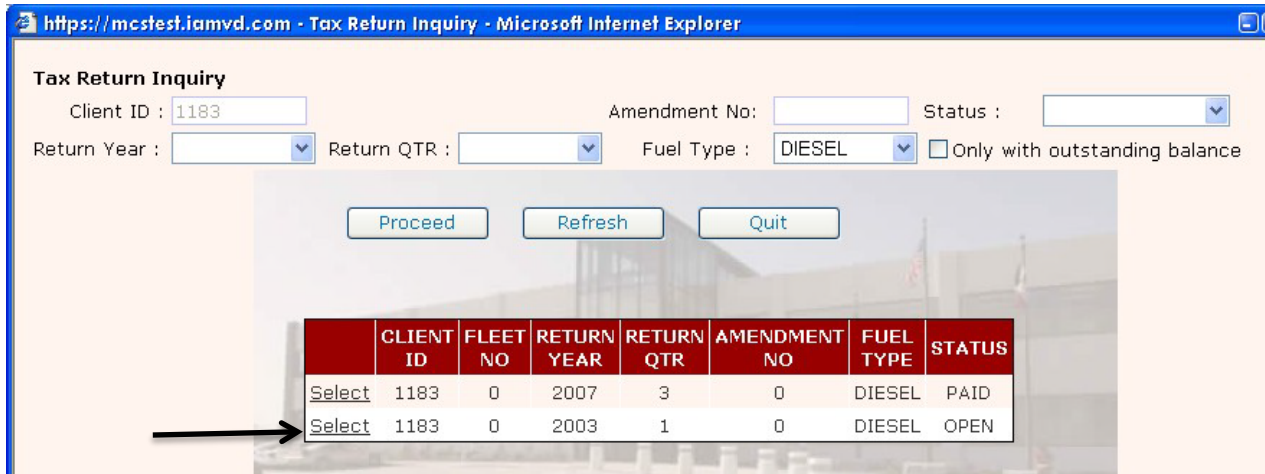 https://mcstest.iamvd.com - Tax Return Inquiry - Microsoft Internet Explorer
Tax Return Inquiry
Client ID : 1183 Amendment No: Status :
Return Year : Return QTR : Fuel Type : DIESEL Only with outstanding balance
Proceed Refresh Quit
CLIENT ID FLEET NO RETURN YEAR RETURN QTR AMENDMENT NO FUEL TYPE STATUS
Select 1183 0 2007 3 0 DIESEL PAID
Select 1183 0 2003 1 0 DIESEL OPEN